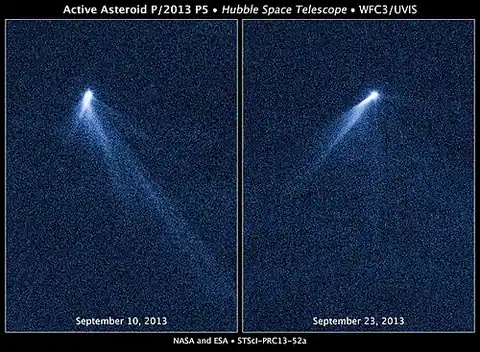 Active Asteroid P/2013 P5 • Hubble Space Telescope • WFC3/UVIS
September 10, 2013
September 23, 2013
NASA and ESA • STScI-PRC13-52a